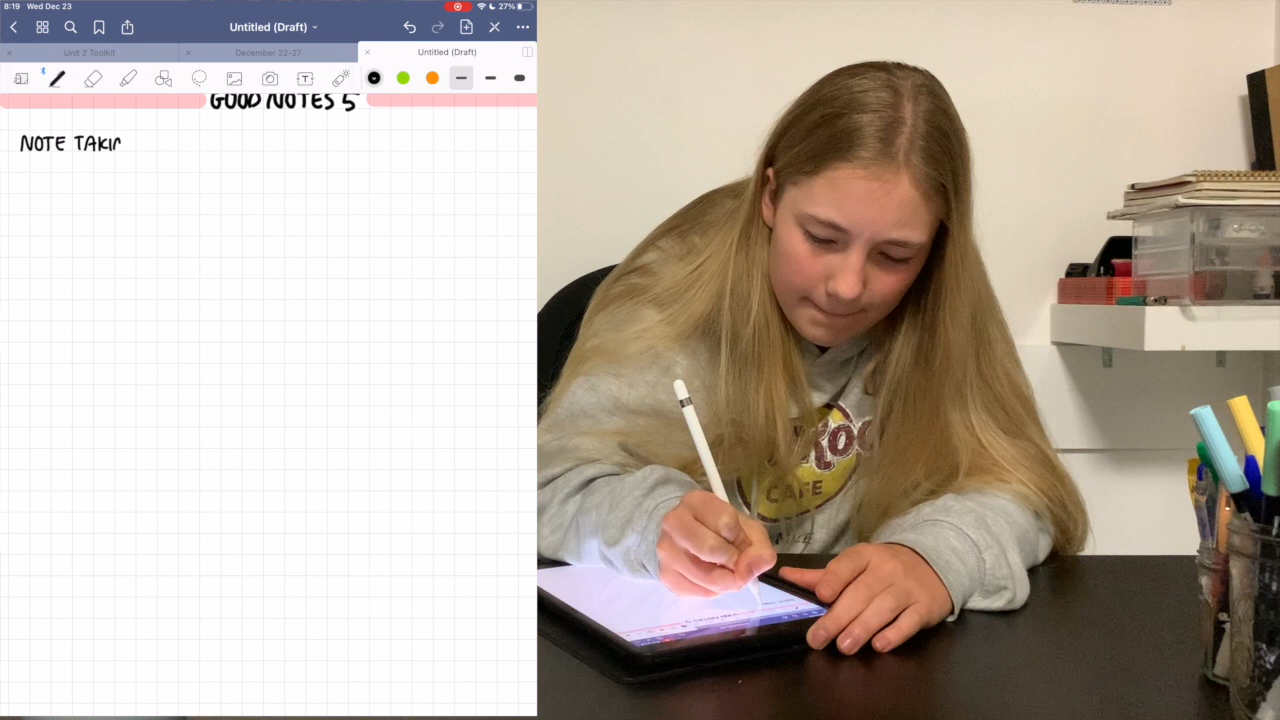 8:19 Wed Dec 23
27%
Untitled (Draft)
Unit 2 Toolkit
December 22-27
Untitled (Draft)
T
GOOD NOTES 5
NOTE TAKIN
CAFE